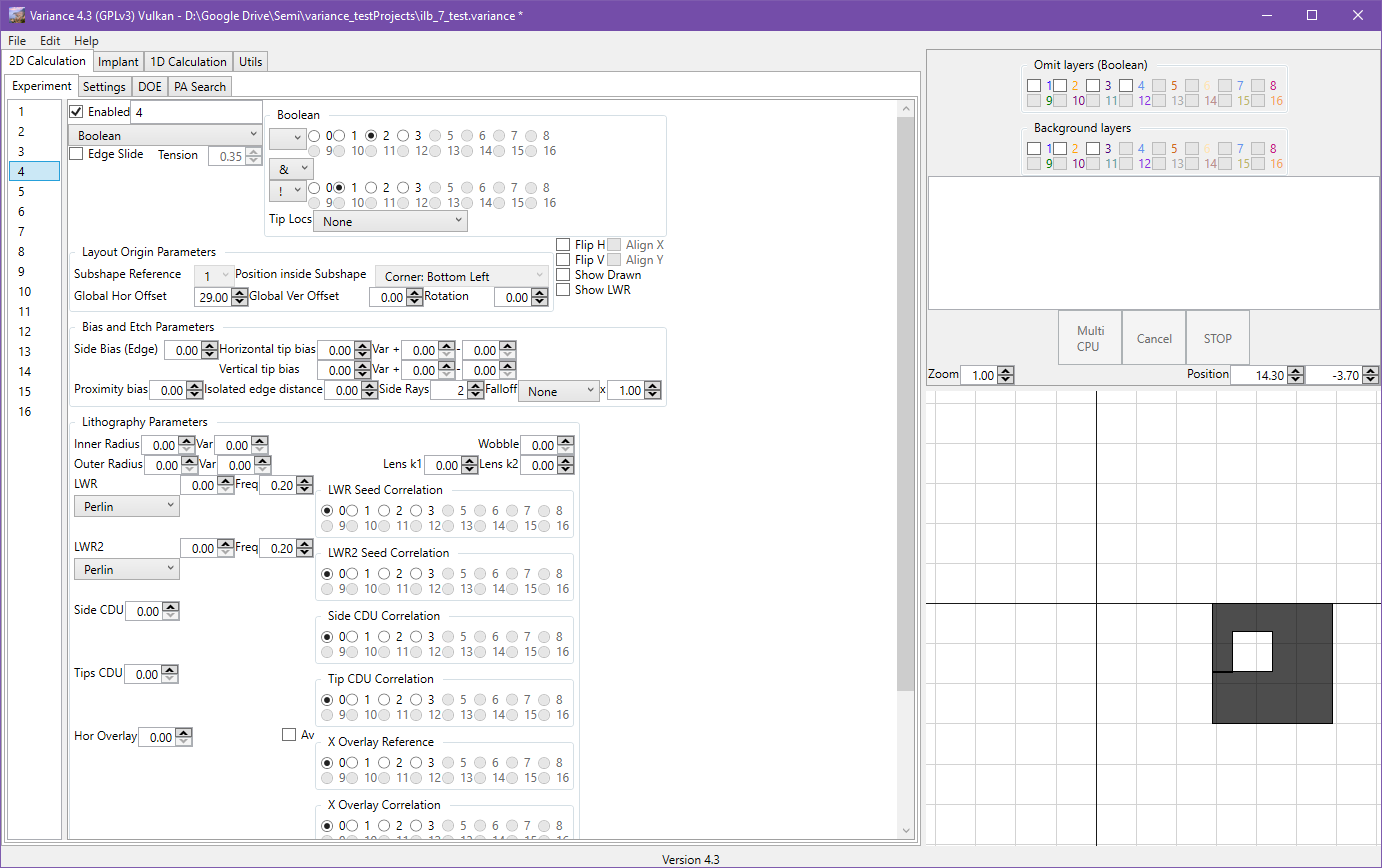 Variance 4.3 (GPLv3) Vulkan - D:\Google Drive\Semi\variance_testProjects\ilb_7_test.variance *
File Edit Help
2D Calculation Implant 1D Calculation Utils
Experiment Settings DOE PA Search
1
2
3
4
5
6
7
8
9
10
11
12
13
14
15
16
Enabled 4
Boolean
Edge Slide Tension 0.35
Boolean
0 1 2 3 4 5 6 7 8
9 10 11 12 13 14 15 16
&
! 0 1 2 3 5 6 7 8
9 10 11 12 13 14 15 16
Tip Locs None
Layout Origin Parameters
Subshape Reference 1 Position inside Subshape Corner: Bottom Left
Global Hor Offset 29.00 Global Ver Offset 0.00 Rotation 0.00
Flip H Align X
Flip V Align Y
Show Drawn
Show LWR
Bias and Etch Parameters
Side Bias (Edge) 0.00 Horizontal tip bias 0.00 Var + 0.00 - 0.00
Vertical tip bias 0.00 Var + 0.00 - 0.00
Proximity bias 0.00 Isolated edge distance 0.00 Side Rays 2 Falloff None x 1.00
Lithography Parameters
Inner Radius 0.00 Var 0.00 Wobble 0.00
Outer Radius 0.00 Var 0.00 Lens k1 0.00 Lens k2 0.00
LWR 0.00 Freq 0.20
Perlin
LWR Seed Correlation
0 1 2 3 5 6 7 8
9 10 11 12 13 14 15 16
LWR2 0.00 Freq 0.20
Perlin
LWR2 Seed Correlation
0 1 2 3 5 6 7 8
9 10 11 12 13 14 15 16
Side CDU 0.00
Side CDU Correlation
0 1 2 3 5 6 7 8
9 10 11 12 13 14 15 16
Tips CDU 0.00
Tip CDU Correlation
0 1 2 3 5 6 7 8
9 10 11 12 13 14 15 16
Hor Overlay 0.00 Av
X Overlay Reference
0 1 2 3 5 6 7 8
9 10 11 12 13 14 15 16
X Overlay Correlation
0 1 2 3 5 6 7 8
Omit layers (Boolean)
1 2 3 4 5 6 7 8
9 10 11 12 13 14 15 16
Background layers
1 2 3 4 5 6 7 8
9 10 11 12 13 14 15 16
Multi
CPU
Cancel
STOP
Zoom 1.00 Position 14.30 -3.70
Version 4.3